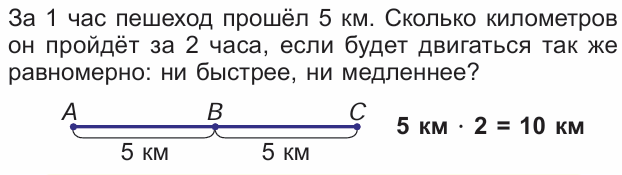 За 1 час пешеход прошёл 5 км. Сколько километров
он пройдёт за 2 часа, если будет двигаться так же
равномерно: ни быстрее, ни медленнее?
A B C
5 км 5 км
5 км · 2 = 10 км